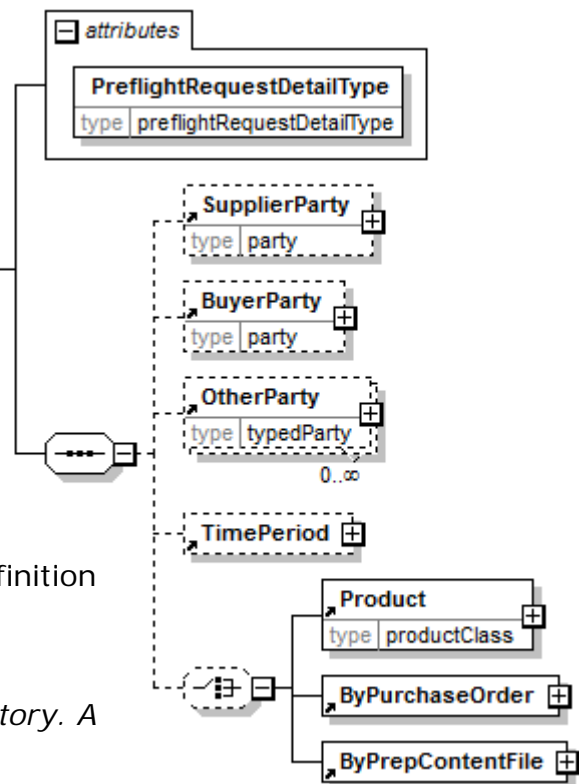 attributes
PreflightRequestDetailType
type preflightRequestDetailType
SupplierParty
type party
BuyerParty
type party
OtherParty
type typedParty
0..∞
TimePeriod
finition
Product
type productClass
tory. A
ByPurchaseOrder
ByPrepContentFile